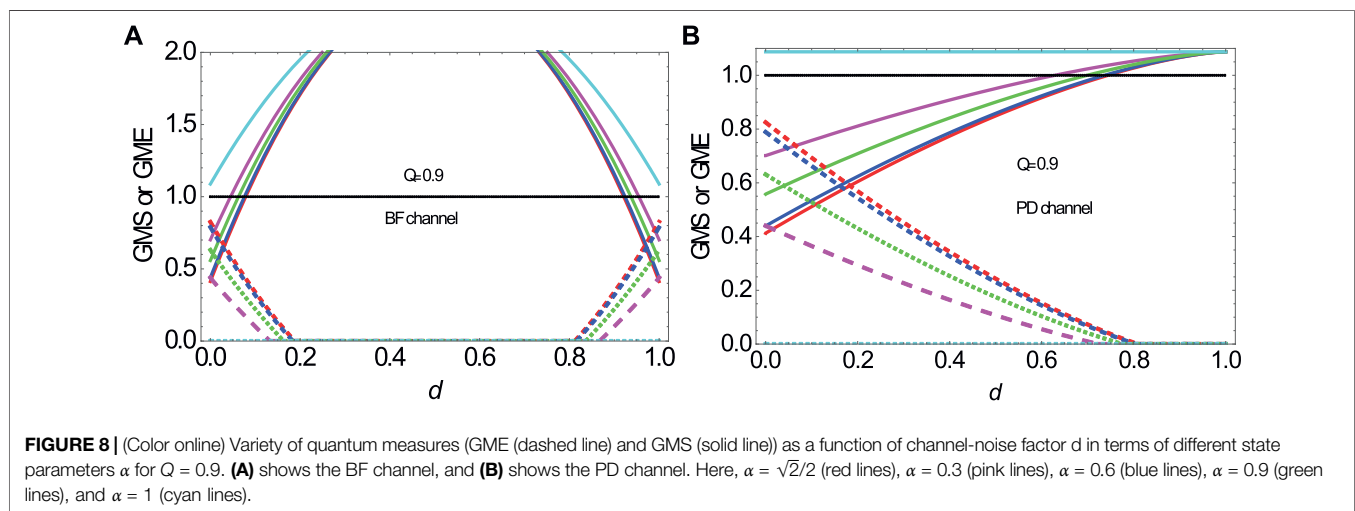 A
B
2.0
1.5
1.0
0.5
0.0
GMS or GME
Q=0.9
BF channel
0.0 0.2 0.4 0.6 0.8 1.0
d
1.0
0.8
0.6
0.4
0.2
0.0
GMS or GME
Q=0.9
PD channel
0.0 0.2 0.4 0.6 0.8 1.0
d
FIGURE 8 | (Color online) Variety of quantum measures (GME (dashed line) and GMS (solid line)) as a function of channel-noise factor d in terms of different state
parameters α for Q = 0.9. (A) shows the BF channel, and (B) shows the PD channel. Here, α = √2/2 (red lines), α = 0.3 (pink lines), α = 0.6 (blue lines), α = 0.9 (green
lines), and α = 1 (cyan lines).